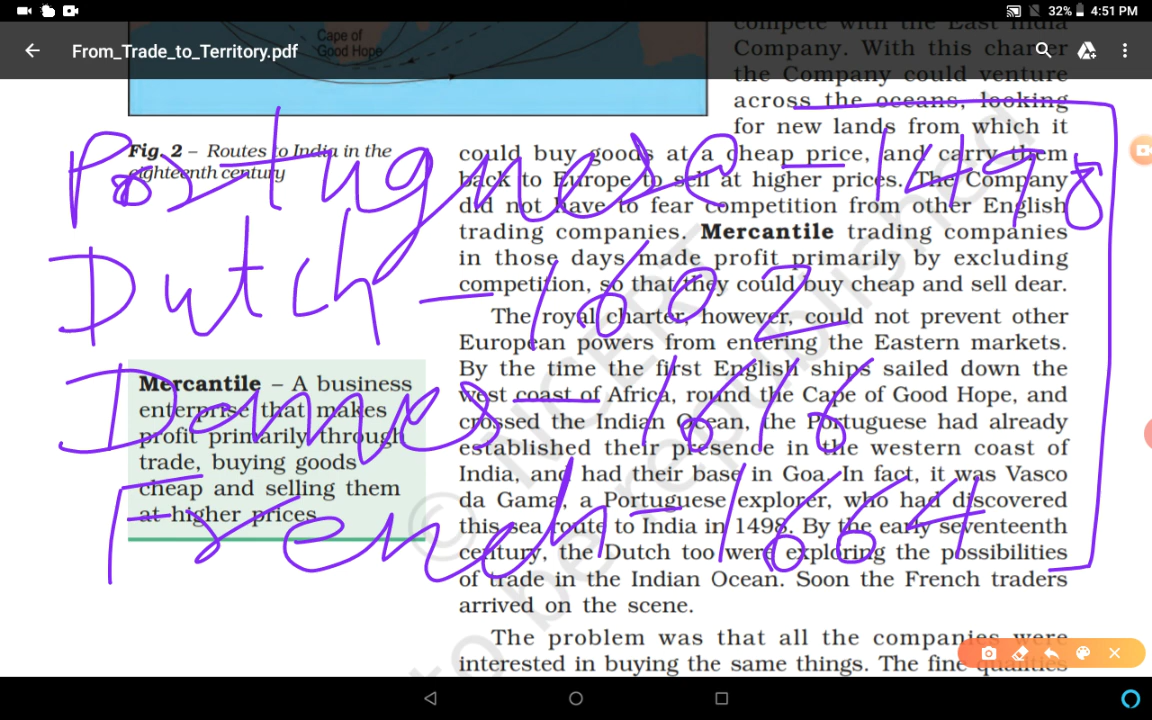 32% 4:51 PM
From_Trade_to_Territory.pdf
Cape of
Good Hope
Fig. 2 – Routes to India in the
eighteenth century
Mercantile – A business
enterprise that makes
profit primarily through
trade, buying goods
cheap and selling them
at higher prices
compete with the East India
Company. With this charter
the Company could venture
across the oceans, looking
for new lands from which it
could buy goods at a cheap price, and carry them
back to Europe to sell at higher prices. The Company
did not have to fear competition from other English
trading companies. Mercantile trading companies
in those days made profit primarily by excluding
competition, so that they could buy cheap and sell dear.
The royal charter, however, could not prevent other
European powers from entering the Eastern markets.
By the time the first English ships sailed down the
west coast of Africa, round the Cape of Good Hope, and
crossed the Indian Ocean, the Portuguese had already
established their presence in the western coast of
India, and had their base in Goa. In fact, it was Vasco
da Gama, a Portuguese explorer, who had discovered
this sea route to India in 1498. By the early seventeenth
century, the Dutch too were exploring the possibilities
of trade in the Indian Ocean. Soon the French traders
arrived on the scene.
The problem was that all the companies were
interested in buying the same things. The fine qualities
Portuguese – 1498
Dutch – 1602
Dennes – 1616
French – 1664
© NCERT
to be republished